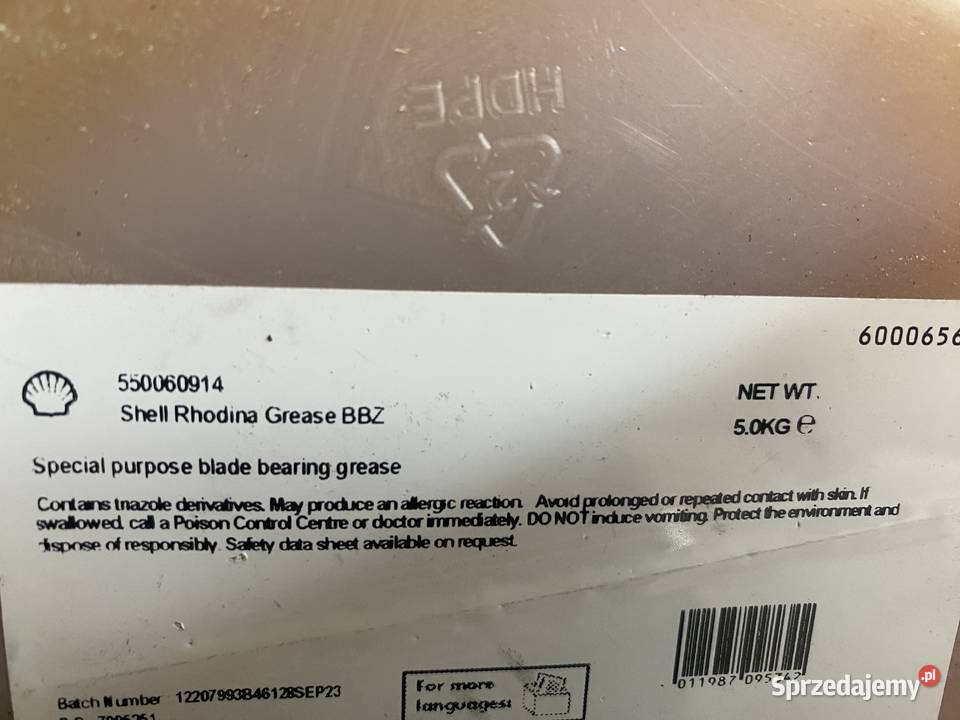 HDPE
2
6000656
550060914
Shell Rhodina Grease BBZ
NET WT.
5.0KG e
Special purpose blade bearing grease
Contains triazole derivatives. May produce an allergic reaction. Avoid prolonged or repeated contact with skin. If
swallowed, call a Poison Control Centre or doctor immediately. DO NOT induce vomiting. Protect the environment and
dispose of responsibly. Safety data sheet available on request.
Batch Number 12207993B46128SEP23
For more
languages:
011987
Sprzedajemy.pl